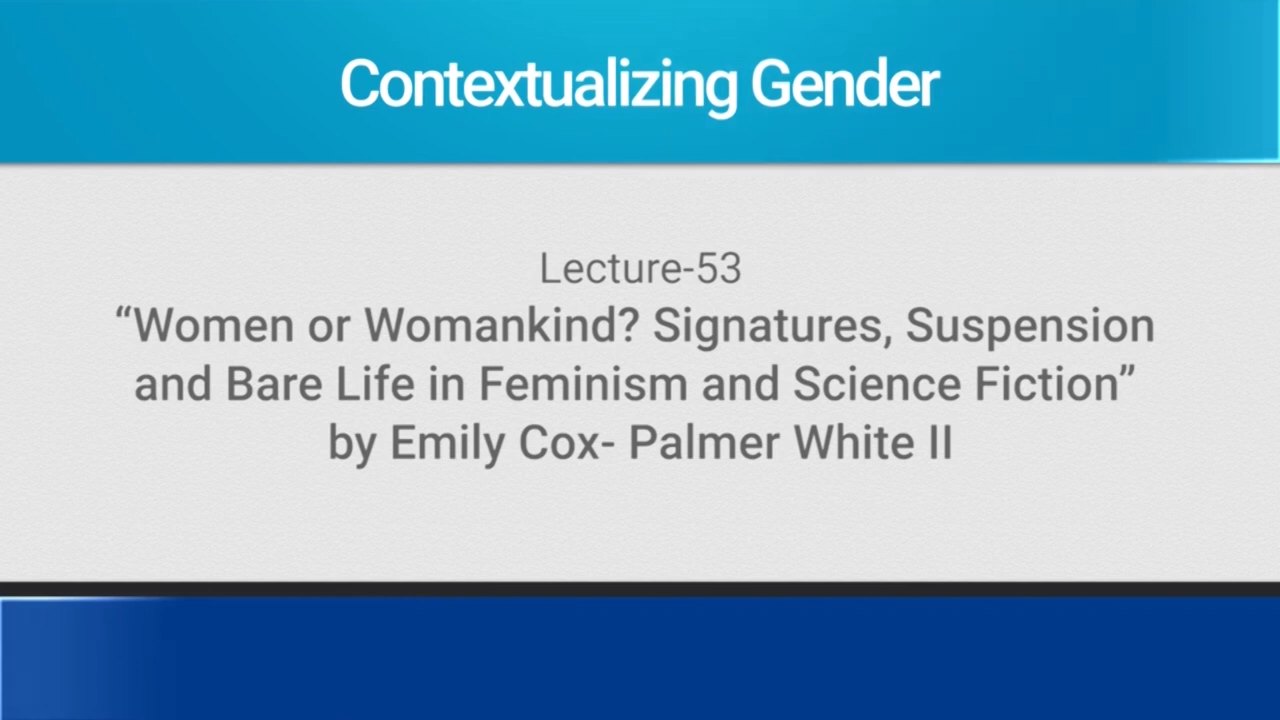 Contextualizing Gender
Lecture-53
“Women or Womankind? Signatures, Suspension
and Bare Life in Feminism and Science Fiction”
by Emily Cox- Palmer White II